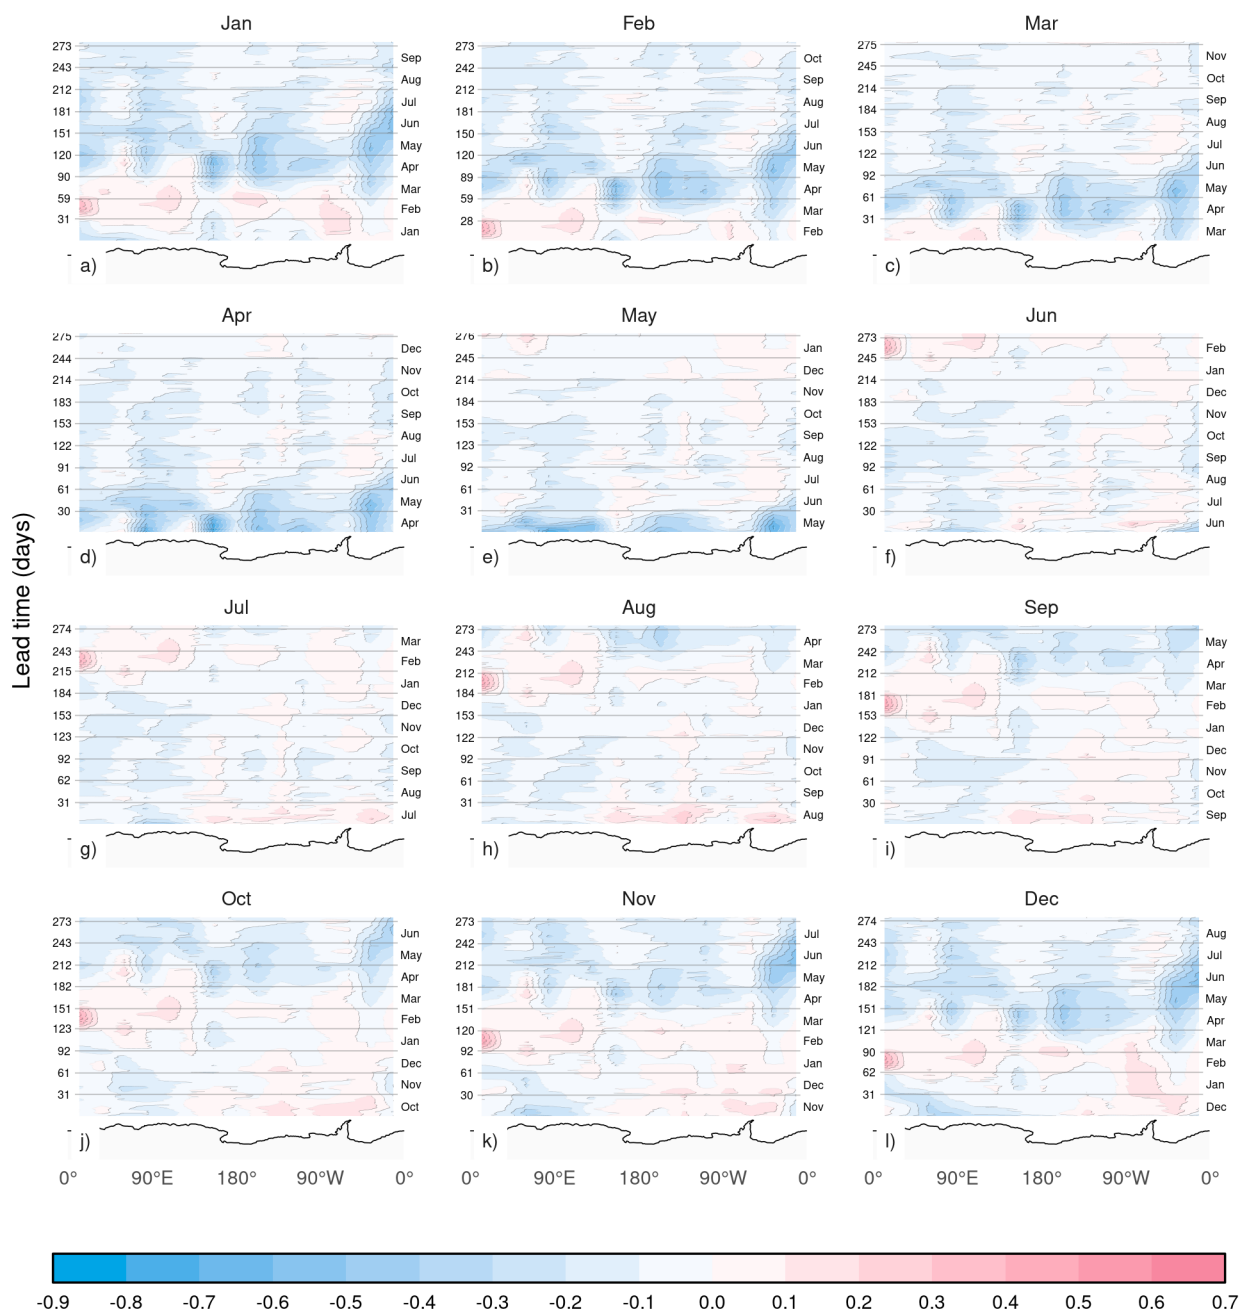 Jan Feb Mar
273 273 275
Sep Oct Nov
243 242 245
Aug Sep Oct
212 212 214
Jul Aug Sep
181 181 184
Jun Jul Aug
151 150 153
May Jun Jul
120 120 122
Apr May Jun
90 89 92
Mar Apr May
59 59 61
Feb Mar Apr
31 28 31
Jan Feb Mar
a) b) c)
Apr May Jun
275 276 273
Dec Jan Feb
244 245 245
Nov Dec Jan
214 214 214
Oct Nov Dec
183 184 183
Sep Oct Nov
153 153 153
Aug Sep Oct
122 123 122
Jul Aug Sep
91 92 92
Jun Jul Aug
61 61 61
May Jun Jul
30 31 30
Apr May Jun
d) e) f)
Lead time (days)
Jul Aug Sep
274 273 273
Mar Apr May
243 242 242
Feb Mar Apr
215 212 212
Jan Feb Mar
184 184 181
Dec Jan Feb
153 153 153
Nov Dec Jan
123 122 122
Oct Nov Dec
92 92 91
Sep Oct Nov
62 61 61
Aug Sep Oct
31 31 30
Jul Aug Sep
g) h) i)
Oct Nov Dec
273 273 274
Jun Jul Aug
243 242 243
May Jun Jul
212 212 212
Apr May Jun
182 181 182
Mar Apr May
151 151 151
Feb Mar Apr
123 120 121
Jan Feb Mar
92 92 90
Dec Jan Feb
61 61 62
Nov Dec Jan
31 30 31
Oct Nov Dec
j) k) l)
0° 90°E 180° 90°W 0° 90°E 180° 90°W 0° 90°E 180° 90°W 0°
-0.9 -0.8 -0.7 -0.6 -0.5 -0.4 -0.3 -0.2 -0.1 0.0 0.1 0.2 0.3 0.4 0.5 0.6 0.7